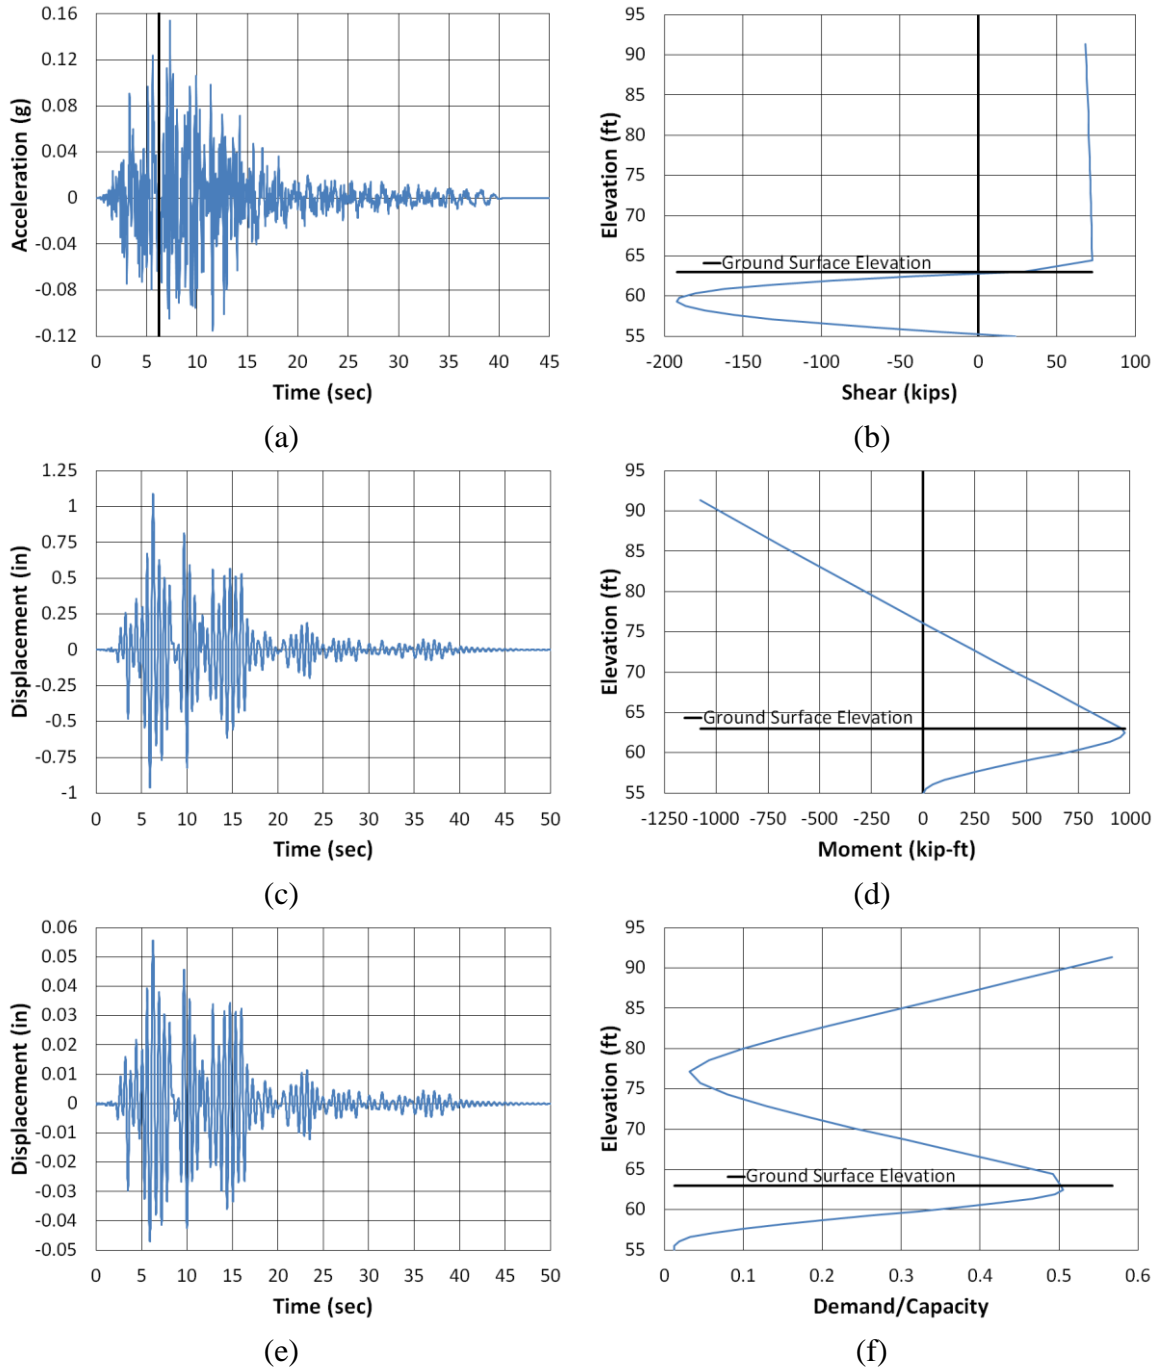 0.16
0.12
0.08
0.04
0
-0.04
-0.08
-0.12
Acceleration (g)
0 5 10 15 20 25 30 35 40 45
Time (sec)
(a)
95
90
85
80
75
70
65
60
55
Elevation (ft)
Ground Surface Elevation
-200 -150 -100 -50 0 50 100
Shear (kips)
(b)
1.25
1
0.75
0.5
0.25
0
-0.25
-0.5
-0.75
-1
Displacement (in)
0 5 10 15 20 25 30 35 40 45 50
Time (sec)
(c)
95
90
85
80
75
70
65
60
55
Elevation (ft)
Ground Surface Elevation
-1250 -1000 -750 -500 -250 0 250 500 750 1000
Moment (kip-ft)
(d)
0.06
0.05
0.04
0.03
0.02
0.01
0
-0.01
-0.02
-0.03
-0.04
-0.05
Displacement (in)
0 5 10 15 20 25 30 35 40 45 50
Time (sec)
(e)
95
90
85
80
75
70
65
60
55
Elevation (ft)
Ground Surface Elevation
0 0.1 0.2 0.3 0.4 0.5 0.6
Demand/Capacity
(f)